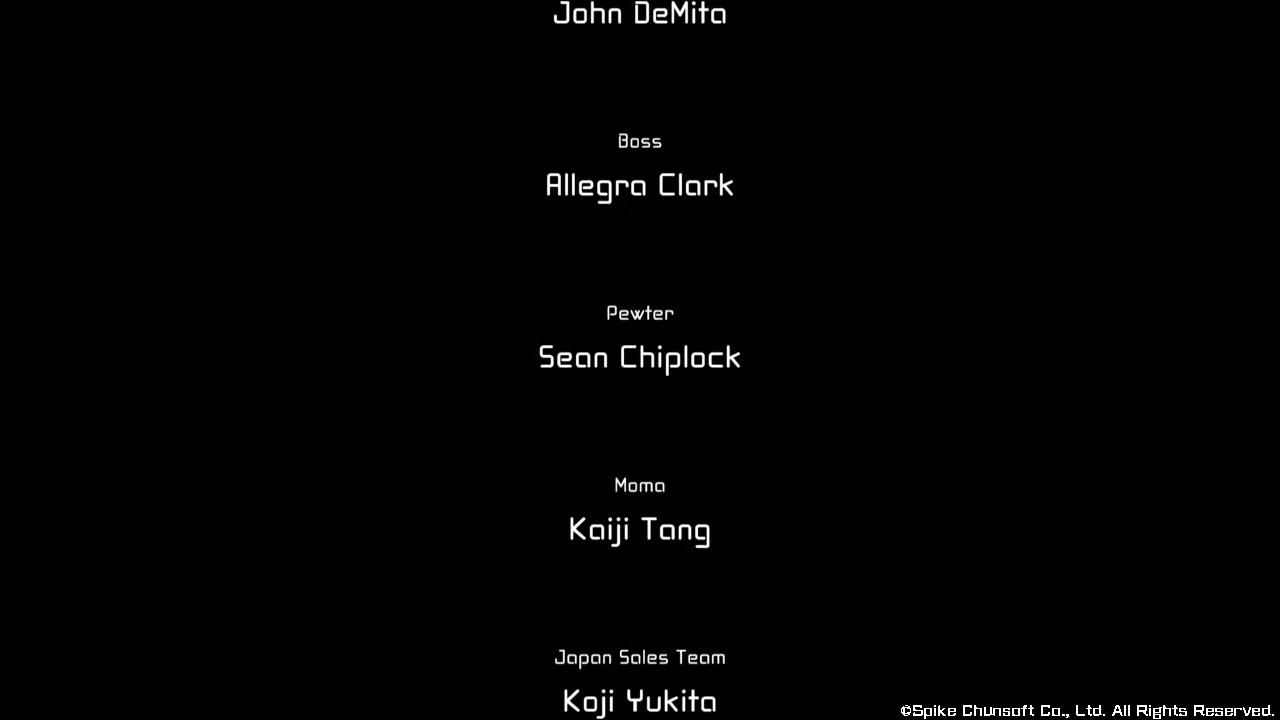 John DeMita
Boss
Allegra Clark
Pewter
Sean Chiplock
Moma
Kaiji Tang
Japan Sales Team
Koji Yukita
©Spike Chunsoft Co., Ltd. All Rights Reserved.